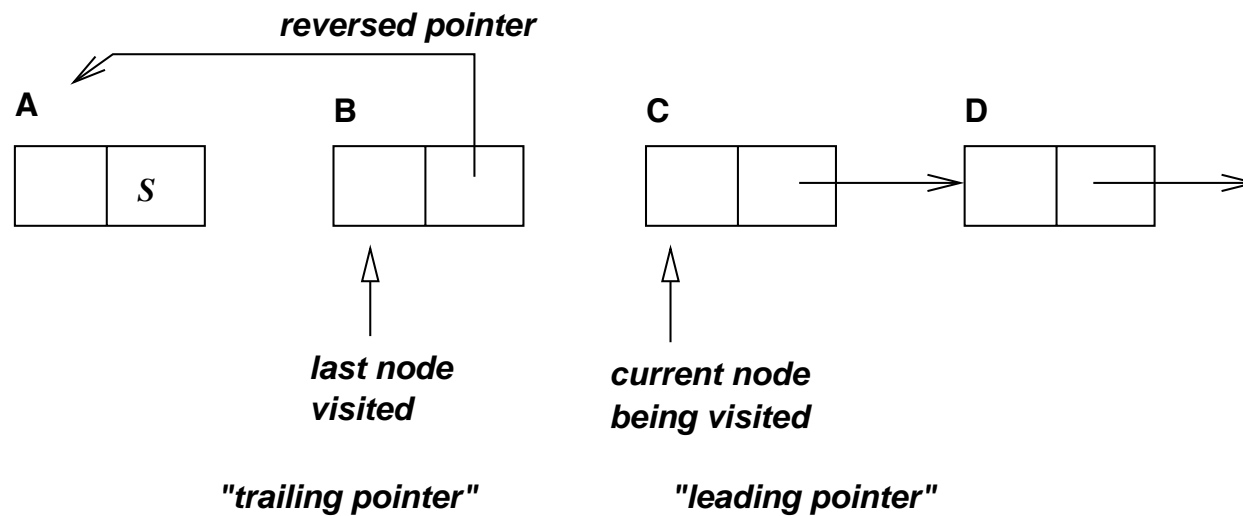 reversed pointer
A
B
C
D
S
last node
visited
current node
being visited
"trailing pointer"
"leading pointer"